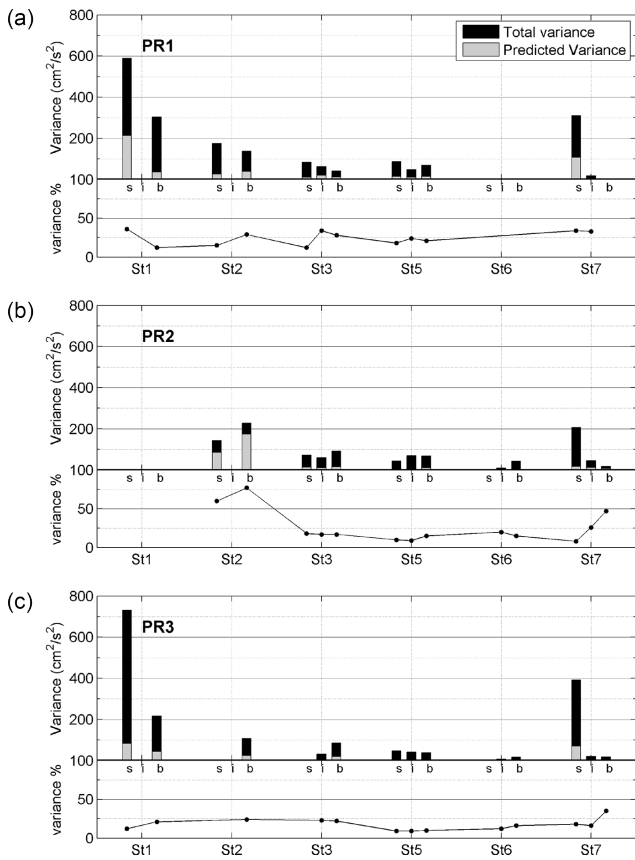 (a)
PR1
Total variance
Predicted Variance
800
600
400
200
Variance (cm²/s²)
s i b s i b s i b s i b s i b s i b
100
50
0
variance %
St1 St2 St3 St5 St6 St7
(b)
PR2
800
600
400
200
Variance (cm²/s²)
s i b s i b s i b s i b s i b s i b
100
50
0
variance %
St1 St2 St3 St5 St6 St7
(c)
PR3
800
600
400
200
Variance (cm²/s²)
s i b s i b s i b s i b s i b s i b
100
50
0
variance %
St1 St2 St3 St5 St6 St7